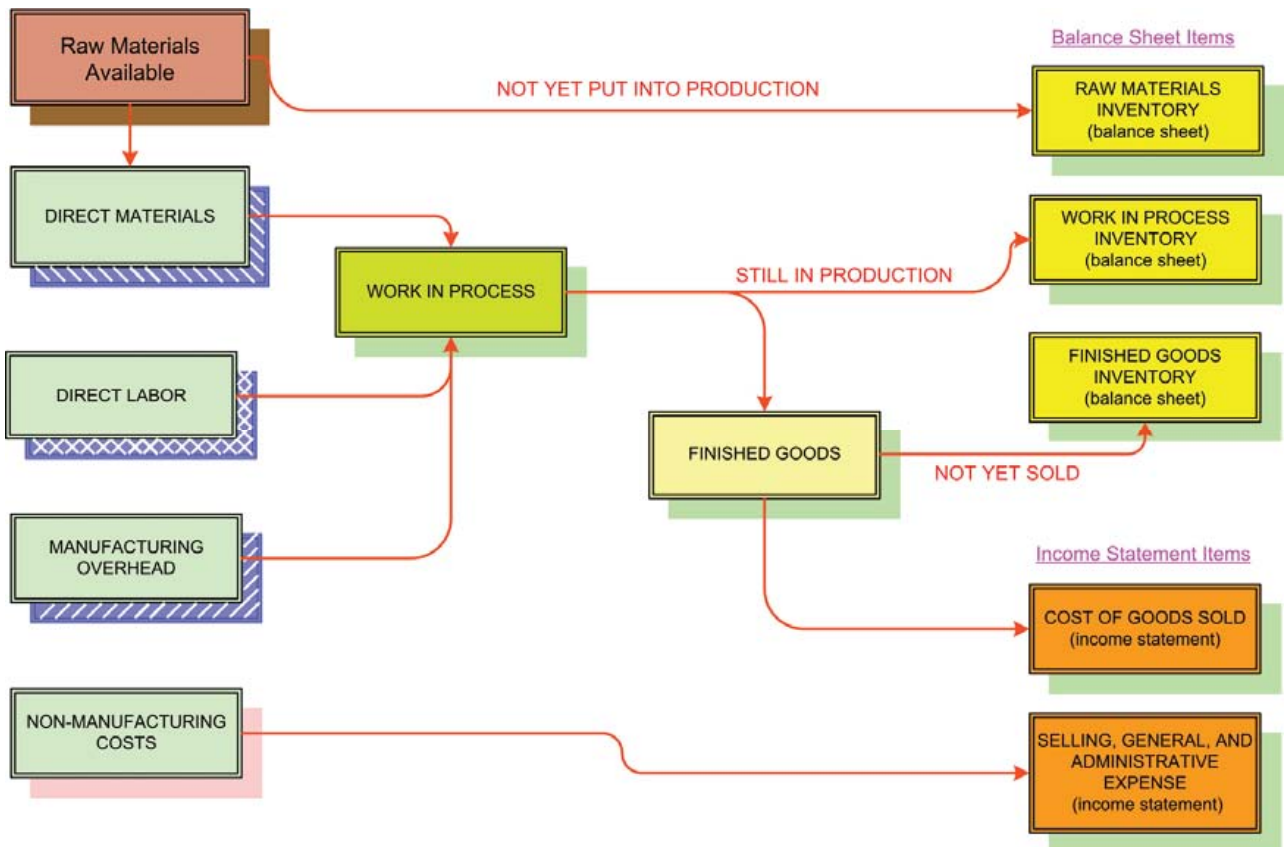 Raw Materials
Available
Balance Sheet Items
NOT YET PUT INTO PRODUCTION
RAW MATERIALS
INVENTORY
(balance sheet)
DIRECT MATERIALS
WORK IN PROCESS
INVENTORY
(balance sheet)
WORK IN PROCESS
STILL IN PRODUCTION
DIRECT LABOR
FINISHED GOODS
INVENTORY
(balance sheet)
FINISHED GOODS
NOT YET SOLD
MANUFACTURING
OVERHEAD
Income Statement Items
COST OF GOODS SOLD
(income statement)
NON-MANUFACTURING
COSTS
SELLING, GENERAL, AND
ADMINISTRATIVE
EXPENSE
(income statement)